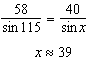 58/sin 115 = 40/sin x
x ≈ 39